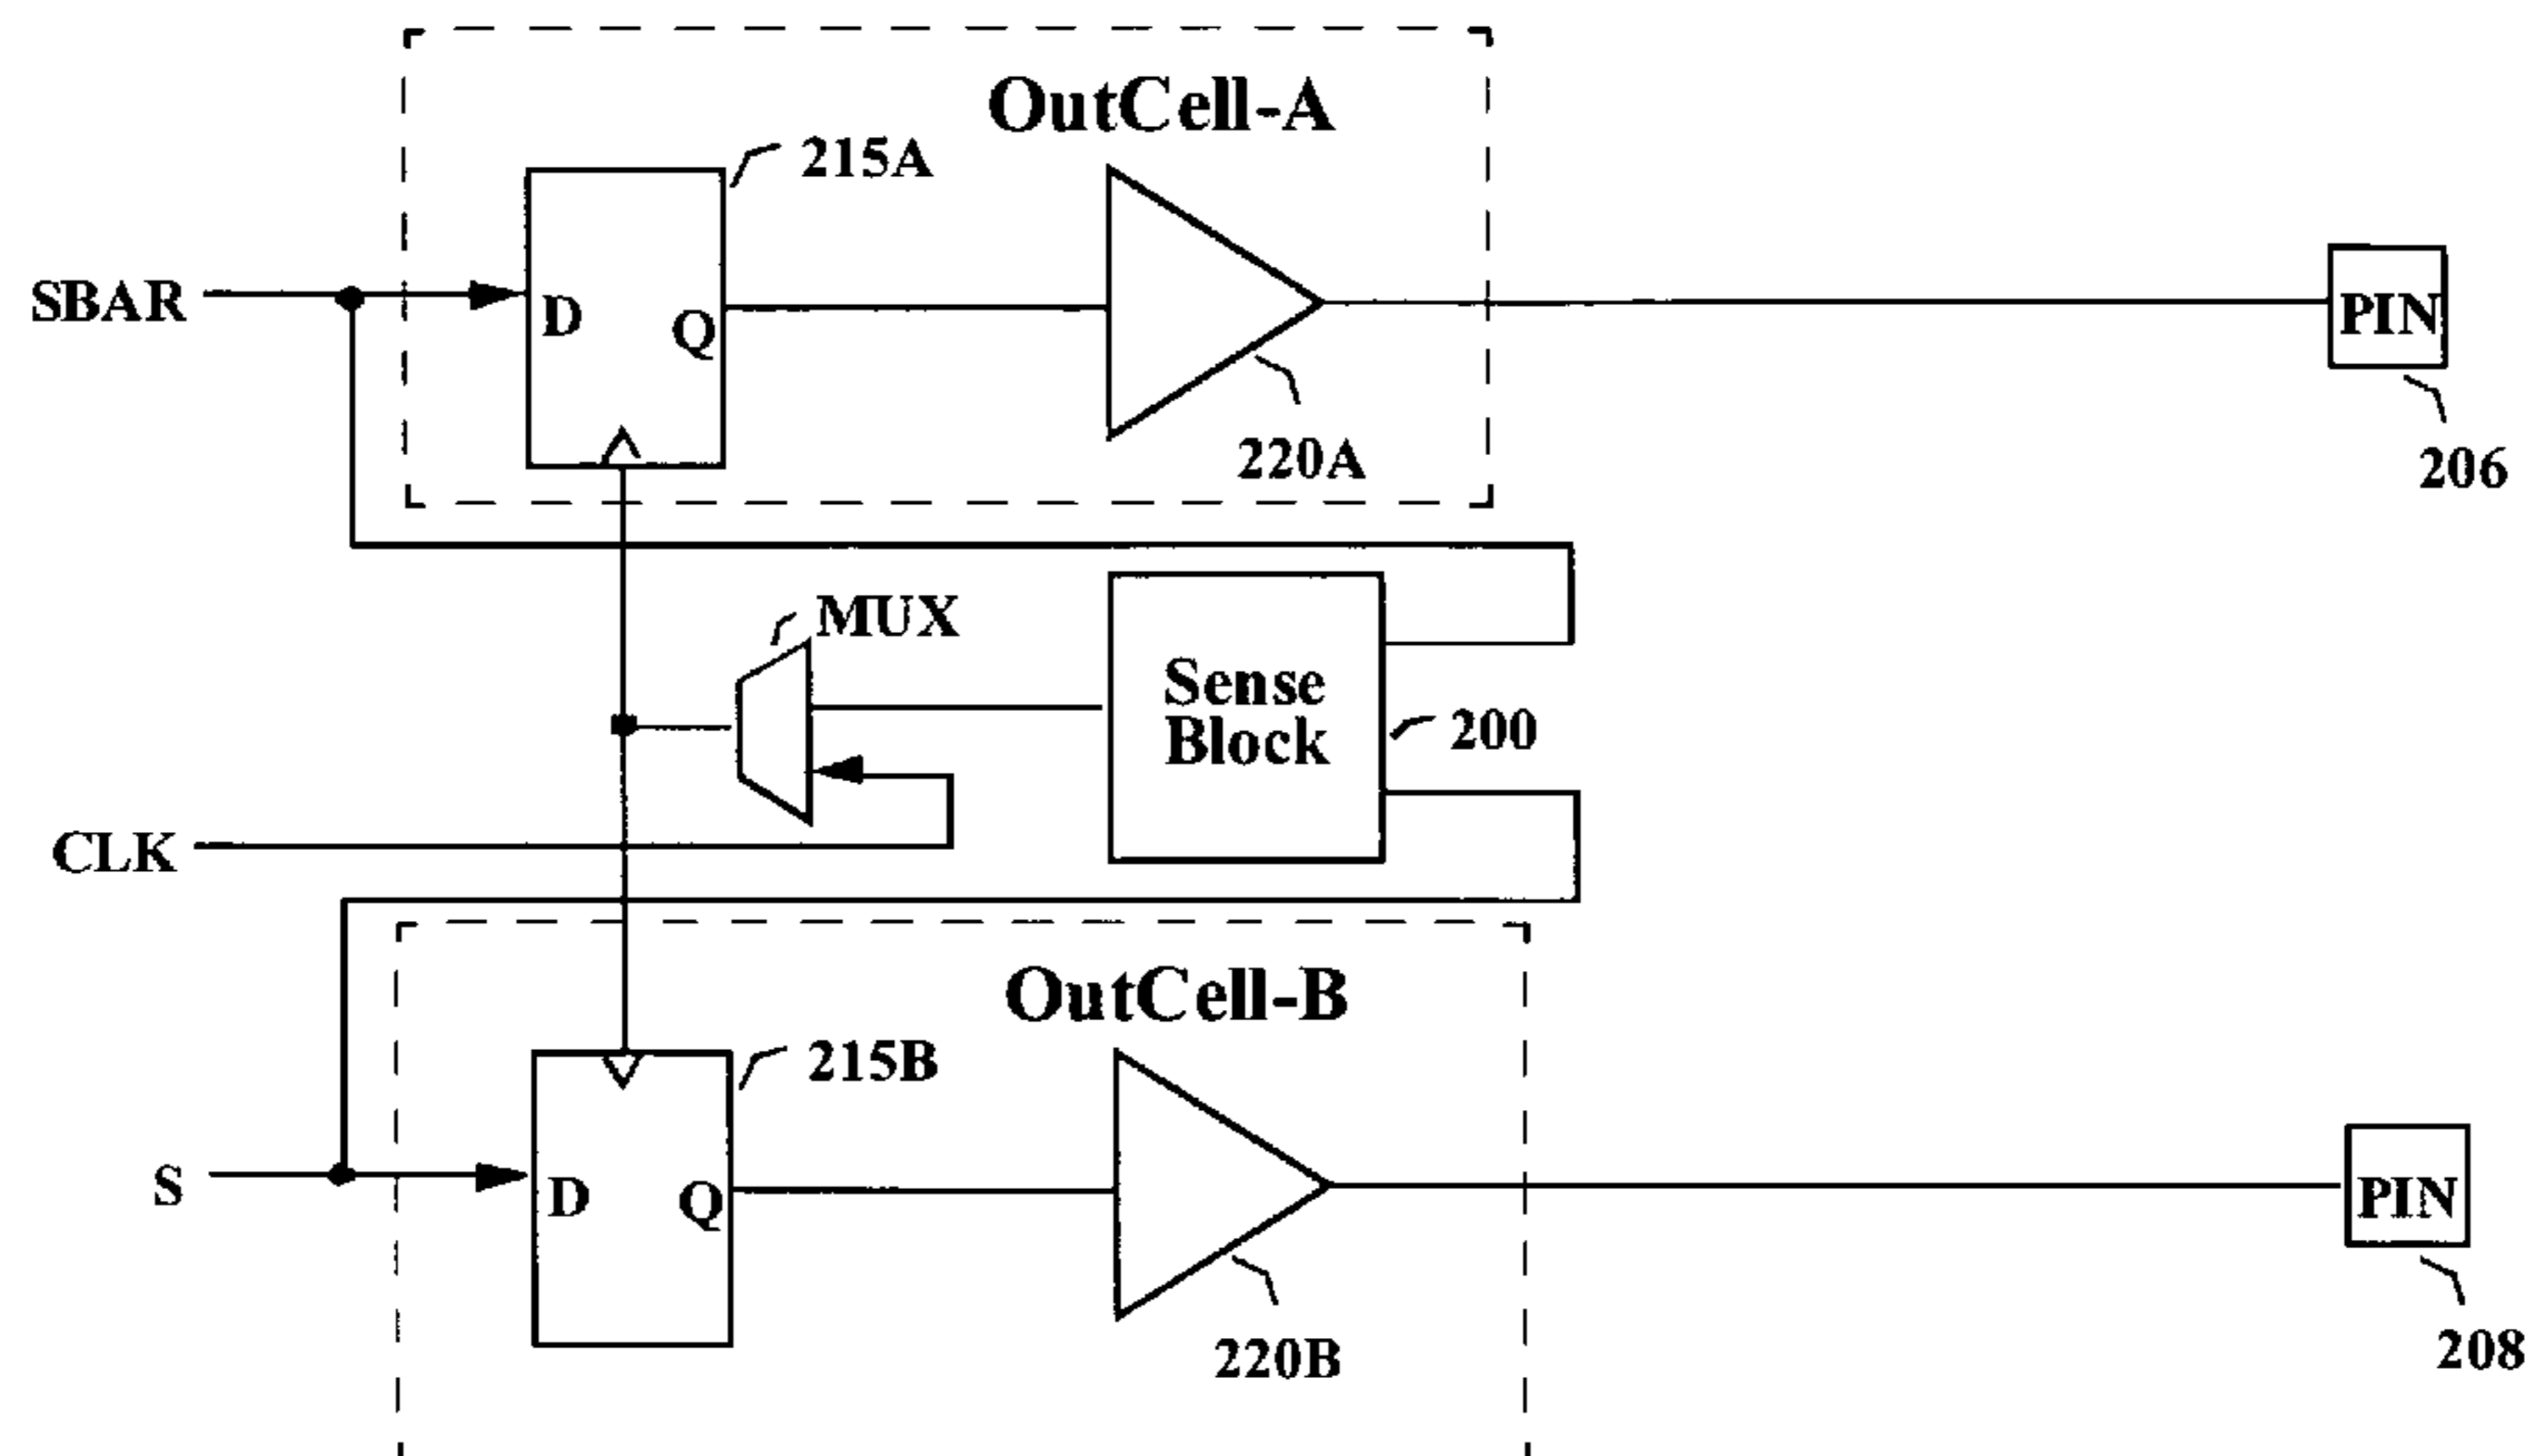 OutCell-A
215A
SBAR
D
Q
PIN
220A
206
MUX
Sense
Block
200
CLK
OutCell-B
215B
S
D
Q
PIN
220B
208